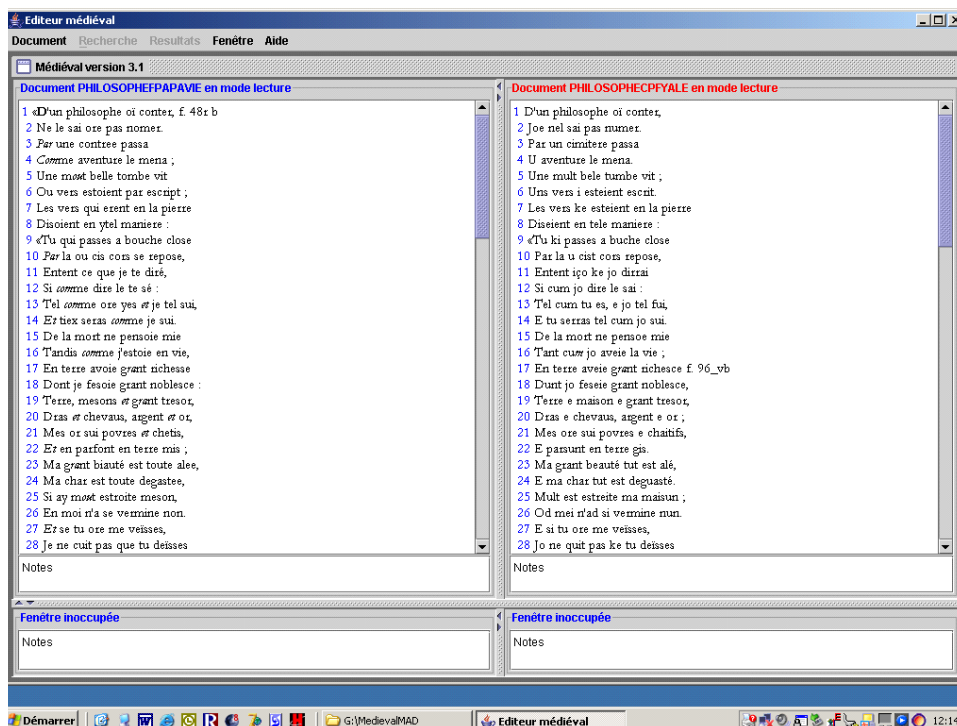 Editeur médiéval
Document Recherche Resultats Fenêtre Aide
Médiéval version 3.1
Document PHILOSOPHEFPAPAVIE en mode lecture
1 «D'un philosophe oï conter, f. 48r b
2 Ne le sai ore pas nomer.
3 Par une contree passa
4 Comme aventure le mena ;
5 Une mout belle tombe vit
6 Ou vers estoient par escript ;
7 Les vers qui erent en la pierre
8 Disoient en ytel maniere :
9 «Tu qui passes a bouche close
10 Par la ou cis cors se repose,
11 Entent ce que je te diré,
12 Si comme dire le te sé :
13 Tel comme ore yes et je tel sui,
14 Et tiex seras comme je sui.
15 De la mort ne pensoie mie
16 Tandis comme j'estoie en vie,
17 En terre avoie grant richesse
18 Dont je fesoie grant noblesce :
19 Terre, mesons et grant tresor,
20 Dras et chevaus, argent et or,
21 Mes or sui povres et chetis,
22 Et en parfont en terre mis ;
23 Ma grant biauté est toute alee,
24 Ma char est toute degastee,
25 Si ay mout estroite meson,
26 En moi n'a se vermine non.
27 Et se tu ore me veïsses,
28 Je ne cuit pas que tu deïsses
Notes
Document PHILOSOPHECPFYALE en mode lecture
1 D'un philosophe oï conter,
2 Joe nel sai pas numer.
3 Par un cimitere passa
4 U aventure le mena.
5 Une mult bele tumbe vit ;
6 Uns vers i esteient escrit.
7 Les vers ke esteient en la pierre
8 Diseient en tele maniere :
9 «Tu ki passes a buche close
10 Par la u cist cors repose,
11 Entent iço ke jo dirrai
12 Si cum jo dire le sai :
13 Tel cum tu es, e jo tel fui,
14 E tu serras tel cum jo sui.
15 De la mort ne pensoe mie
16 Tant cum jo aveie la vie ;
17 En terre aveie grant richesce f. 96_vb
18 Dunt jo feseie grant noblesce,
19 Terre e maison e grant tresor,
20 Dras e chevaus, argent e or ;
21 Mes ore sui povres e chaitifs,
22 E parsunt en terre gis.
23 Ma grant beauté tut est alé,
24 E ma char tut est deguasté.
25 Mult est estreite ma maisun ;
26 Od mei n'ad si vermine nun.
27 E si tu ore me veïsses,
28 Jo ne quit pas ke tu deïsses
Notes
Fenêtre inoccupée
Notes
Fenêtre inoccupée
Notes
Démarrer G:\MedievalMAD Editeur médiéval 12:14